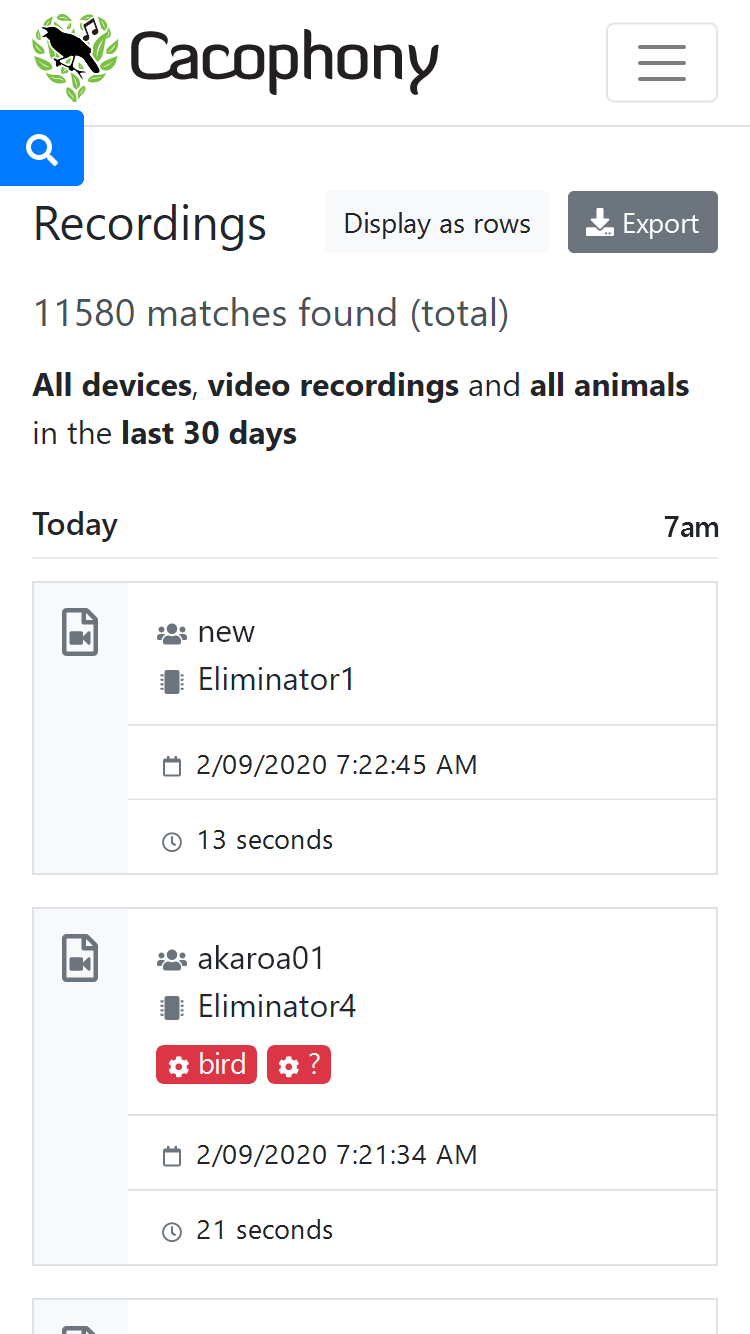 Cacophony
Recordings
Display as rows
Export
11580 matches found (total)
All devices, video recordings and all animals
in the last 30 days
Today
7am
new
Eliminator1
2/09/2020 7:22:45 AM
13 seconds
akaroa01
Eliminator4
bird
?
2/09/2020 7:21:34 AM
21 seconds